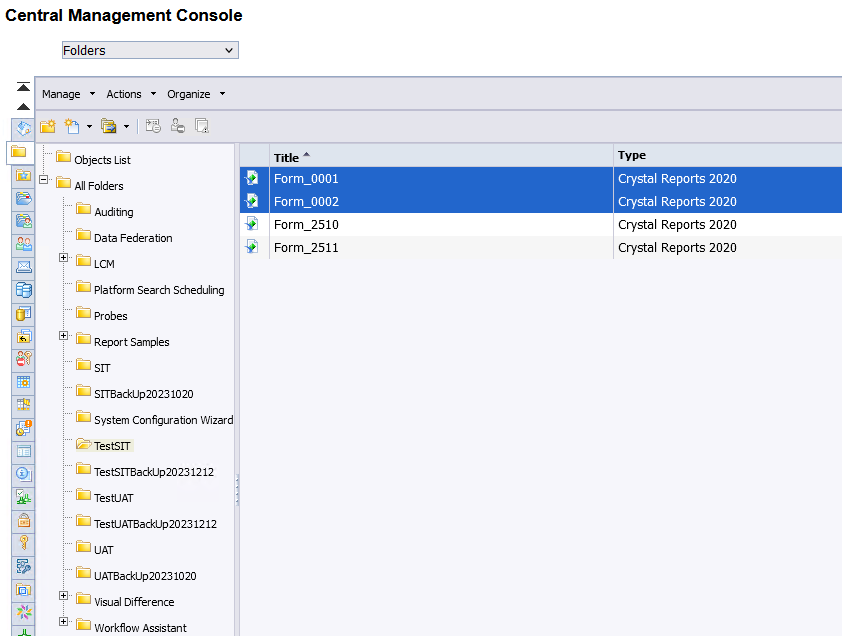 Central Management Console
Folders
Manage Actions Organize
Title Type
Objects List
All Folders
Auditing
Data Federation
LCM
Platform Search Scheduling
Probes
Report Samples
SIT
SITBackUp20231020
System Configuration Wizard
TestSIT
TestSITBackUp20231212
TestUAT
TestUATBackUp20231212
UAT
UATBackUp20231020
Visual Difference
Workflow Assistant
Form_0001 Crystal Reports 2020
Form_0002 Crystal Reports 2020
Form_2510 Crystal Reports 2020
Form_2511 Crystal Reports 2020